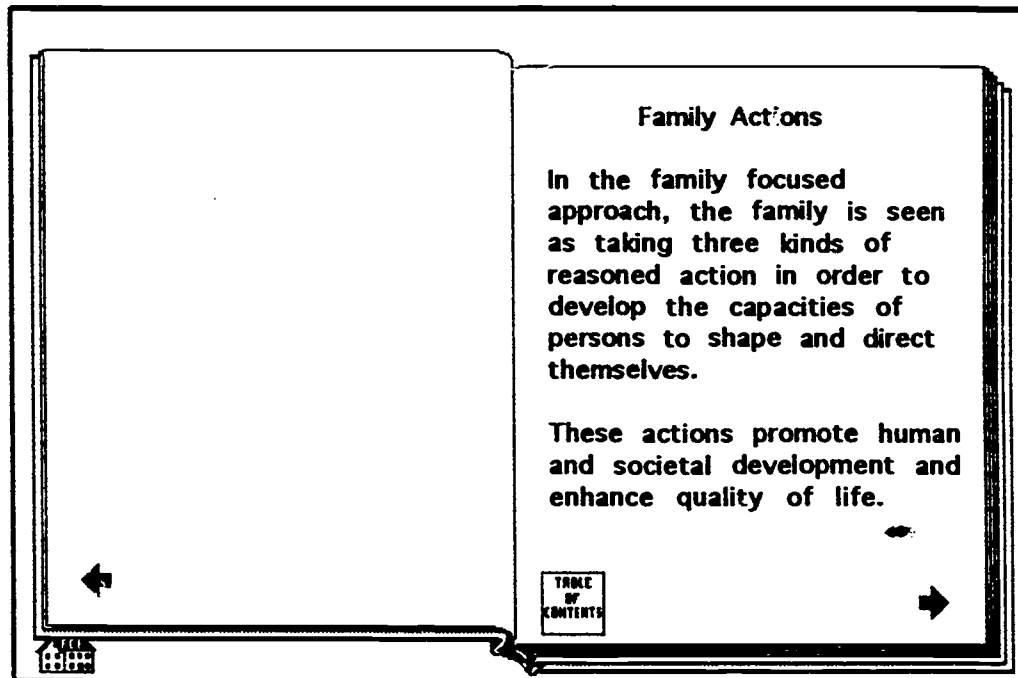 Family Actions
In the family focused
approach, the family is seen
as taking three kinds of
reasoned action in order to
develop the capacities of
persons to shape and direct
themselves.
These actions promote human
and societal development and
enhance quality of life.
TABLE
OF
CONTENTS